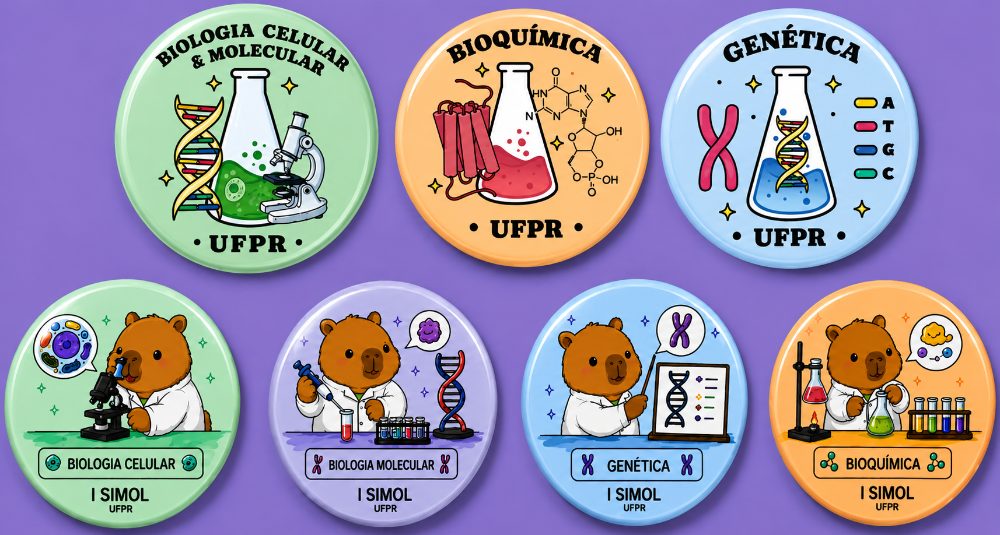 BIOLOGIA CELULAR
& MOLECULAR
• UFPR •
BIOQUÍMICA
O
HN
N
N
N
N
O
OH
O
O
P
OH
O
• UFPR •
GENÉTICA
A
T
G
C
• UFPR •
BIOLOGIA CELULAR
I SIMOL
UFPR
BIOLOGIA MOLECULAR
I SIMOL
UFPR
GENÉTICA
I SIMOL
UFPR
BIOQUÍMICA
I SIMOL
UFPR